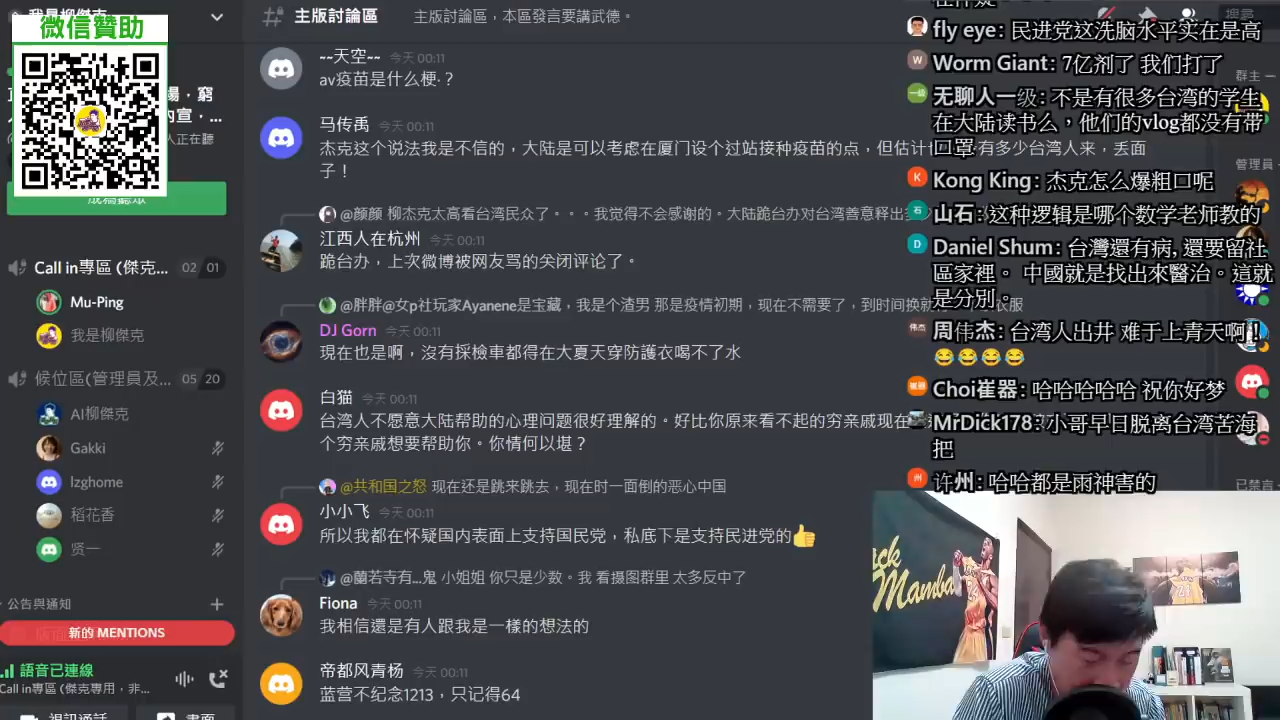 微信贊助
Call in專區 (傑克...
02
01
Mu-Ping
我是柳傑克
候位區(管理員及...
05
20
AI柳傑克
Gakki
lzghome
稻花香
贤一
公告與通知
新的 MENTIONS
語音已連線
Call in專區 (傑克專用，非...
主版討論區
主版討論區，本區發言要講武德。
~~天空~~ 今天 00:11
av疫苗是什么梗·？
马传禹 今天 00:11
杰克这个说法我是不信的，大陆是可以考虑在厦门设个过站接种疫苗的点，但估计
有多少台湾人来，丢面
子！
@颜颜 柳杰克太高看台湾民众了。。。我觉得不会感谢的。大陆跪台办对台湾善意释出
江西人在杭州 今天 00:11
跪台办，上次微博被网友骂的关闭评论了。
@胖胖@女p社玩家Ayanene是宝藏，我是个渣男 那是疫情初期，现在不需要了，到时间换
衣服
DJ Gorn 今天 00:11
現在也是啊，沒有採檢車都得在大夏天穿防護衣喝不了水
白猫 今天 00:11
台湾人不愿意大陆帮助的心理问题很好理解的。好比你原来看不起的穷亲戚现在
个穷亲戚想要帮助你。你情何以堪？
@共和国之怒 现在还是跳来跳去，现在时一面倒的恶心中国
小小飞 今天 00:11
所以我都在怀疑国内表面上支持国民党，私底下是支持民进党的👍
@蘭若寺有...鬼 小姐姐 你只是少数。我 看摄图群里 太多反中了
Fiona 今天 00:11
我相信還是有人跟我是一樣的想法的
帝都风青杨 今天 00:11
蓝营不纪念1213，只记得64
fly eye: 民进党这洗脑水平实在是高
Worm Giant: 7亿剂了 我们打了
无聊人一级: 不是有很多台湾的学生
在大陆读书么，他们的vlog都没有带
口罩
Kong King: 杰克怎么爆粗口呢
山石: 这种逻辑是哪个数学老师教的
Daniel Shum: 台灣還有病, 還要留社
區家裡。 中國就是找出來醫治。這就
是分別。
周伟杰: 台湾人出井 难于上青天啊！
😂😂😂😂
Choi崔器: 哈哈哈哈哈 祝你好梦
MrDick178: 小哥早日脱离台湾苦海
把
许州: 哈哈都是雨神害的
群主
管理員
已禁言
Mamba